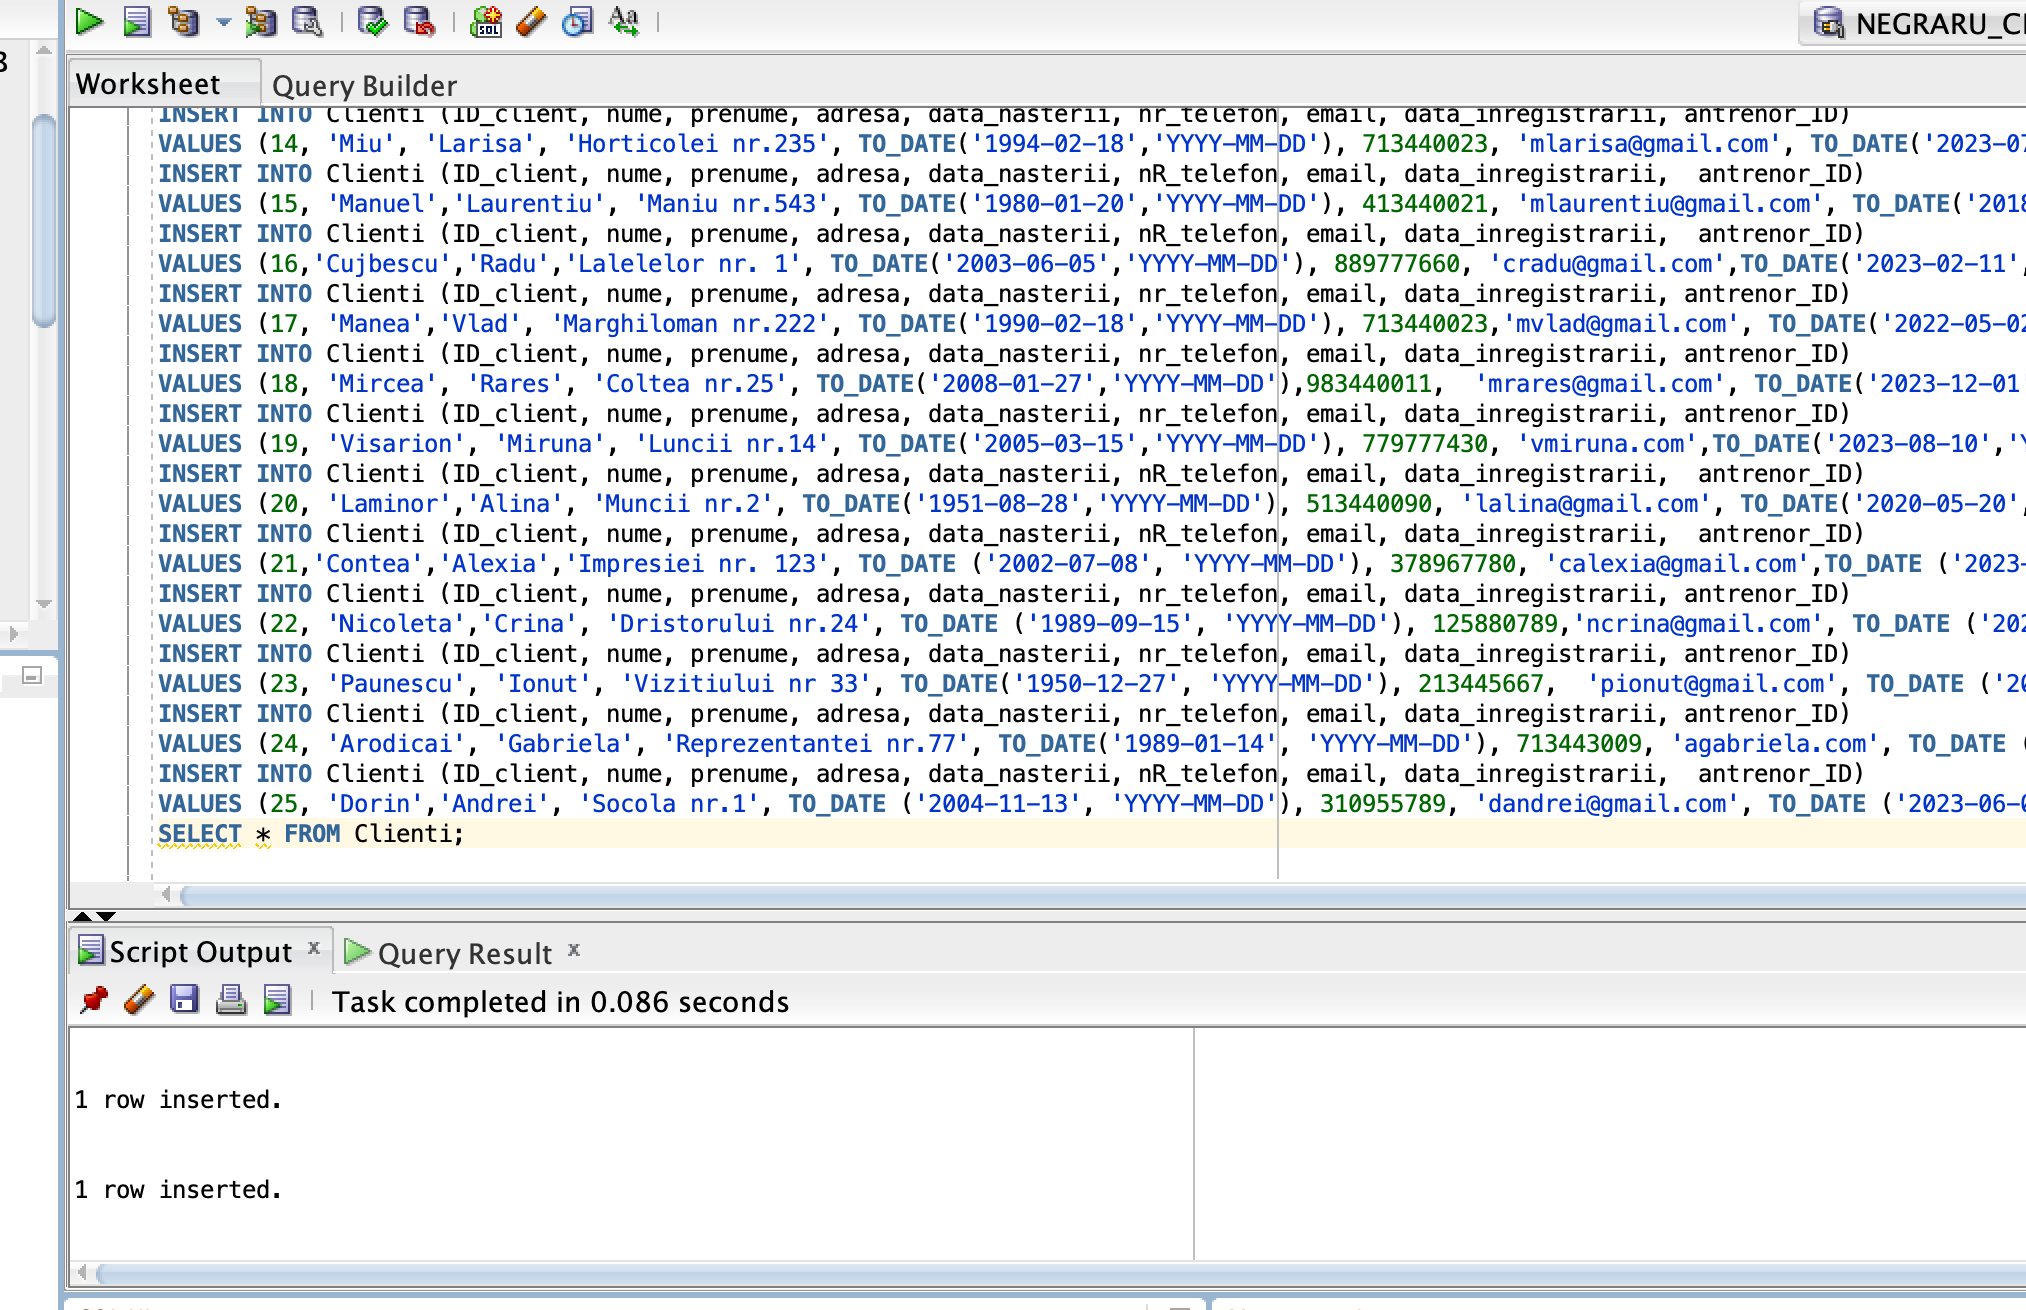 NEGRARU_C
Worksheet
Query Builder
INSERT INTO Clienti (ID_client, nume, prenume, adresa, data_nasterii, nr_telefon, email, data_inregistrarii, antrenor_ID)
VALUES (14, 'Miu', 'Larisa', 'Horticolei nr.235', TO_DATE('1994-02-18','YYYY-MM-DD'), 713440023, 'mlarisa@gmail.com', TO_DATE('2023-07
INSERT INTO Clienti (ID_client, nume, prenume, adresa, data_nasterii, nR_telefon, email, data_inregistrarii,  antrenor_ID)
VALUES (15, 'Manuel','Laurentiu', 'Maniu nr.543', TO_DATE('1980-01-20','YYYY-MM-DD'), 413440021, 'mlaurentiu@gmail.com', TO_DATE('2018
INSERT INTO Clienti (ID_client, nume, prenume, adresa, data_nasterii, nR_telefon, email, data_inregistrarii,  antrenor_ID)
VALUES (16,'Cujbescu','Radu','Lalelelor nr. 1', TO_DATE('2003-06-05','YYYY-MM-DD'), 889777660, 'cradu@gmail.com',TO_DATE('2023-02-11',
INSERT INTO Clienti (ID_client, nume, prenume, adresa, data_nasterii, nr_telefon, email, data_inregistrarii, antrenor_ID)
VALUES (17, 'Manea','Vlad', 'Marghiloman nr.222', TO_DATE('1990-02-18','YYYY-MM-DD'), 713440023,'mvlad@gmail.com', TO_DATE('2022-05-02
INSERT INTO Clienti (ID_client, nume, prenume, adresa, data_nasterii, nr_telefon, email, data_inregistrarii, antrenor_ID)
VALUES (18, 'Mircea', 'Rares', 'Coltea nr.25', TO_DATE('2008-01-27','YYYY-MM-DD'),983440011,  'mrares@gmail.com', TO_DATE('2023-12-01'
INSERT INTO Clienti (ID_client, nume, prenume, adresa, data_nasterii, nr_telefon, email, data_inregistrarii, antrenor_ID)
VALUES (19, 'Visarion', 'Miruna', 'Luncii nr.14', TO_DATE('2005-03-15','YYYY-MM-DD'), 779777430, 'vmiruna.com',TO_DATE('2023-08-10','Y
INSERT INTO Clienti (ID_client, nume, prenume, adresa, data_nasterii, nR_telefon, email, data_inregistrarii,  antrenor_ID)
VALUES (20, 'Laminor','Alina', 'Muncii nr.2', TO_DATE('1951-08-28','YYYY-MM-DD'), 513440090, 'lalina@gmail.com', TO_DATE('2020-05-20',
INSERT INTO Clienti (ID_client, nume, prenume, adresa, data_nasterii, nR_telefon, email, data_inregistrarii,  antrenor_ID)
VALUES (21,'Contea','Alexia','Impresiei nr. 123', TO_DATE ('2002-07-08', 'YYYY-MM-DD'), 378967780, 'calexia@gmail.com',TO_DATE ('2023-
INSERT INTO Clienti (ID_client, nume, prenume, adresa, data_nasterii, nr_telefon, email, data_inregistrarii, antrenor_ID)
VALUES (22, 'Nicoleta','Crina', 'Dristorului nr.24', TO_DATE ('1989-09-15', 'YYYY-MM-DD'), 125880789,'ncrina@gmail.com', TO_DATE ('202
INSERT INTO Clienti (ID_client, nume, prenume, adresa, data_nasterii, nr_telefon, email, data_inregistrarii, antrenor_ID)
VALUES (23, 'Paunescu', 'Ionut', 'Vizitiului nr 33', TO_DATE('1950-12-27', 'YYYY-MM-DD'), 213445667,  'pionut@gmail.com', TO_DATE ('20
INSERT INTO Clienti (ID_client, nume, prenume, adresa, data_nasterii, nr_telefon, email, data_inregistrarii, antrenor_ID)
VALUES (24, 'Arodicai', 'Gabriela', 'Reprezentantei nr.77', TO_DATE('1989-01-14', 'YYYY-MM-DD'), 713443009, 'agabriela.com', TO_DATE (
INSERT INTO Clienti (ID_client, nume, prenume, adresa, data_nasterii, nR_telefon, email, data_inregistrarii,  antrenor_ID)
VALUES (25, 'Dorin','Andrei', 'Socola nr.1', TO_DATE ('2004-11-13', 'YYYY-MM-DD'), 310955789, 'dandrei@gmail.com', TO_DATE ('2023-06-0
SELECT * FROM Clienti;
Script Output
Query Result
Task completed in 0.086 seconds
1 row inserted.
1 row inserted.